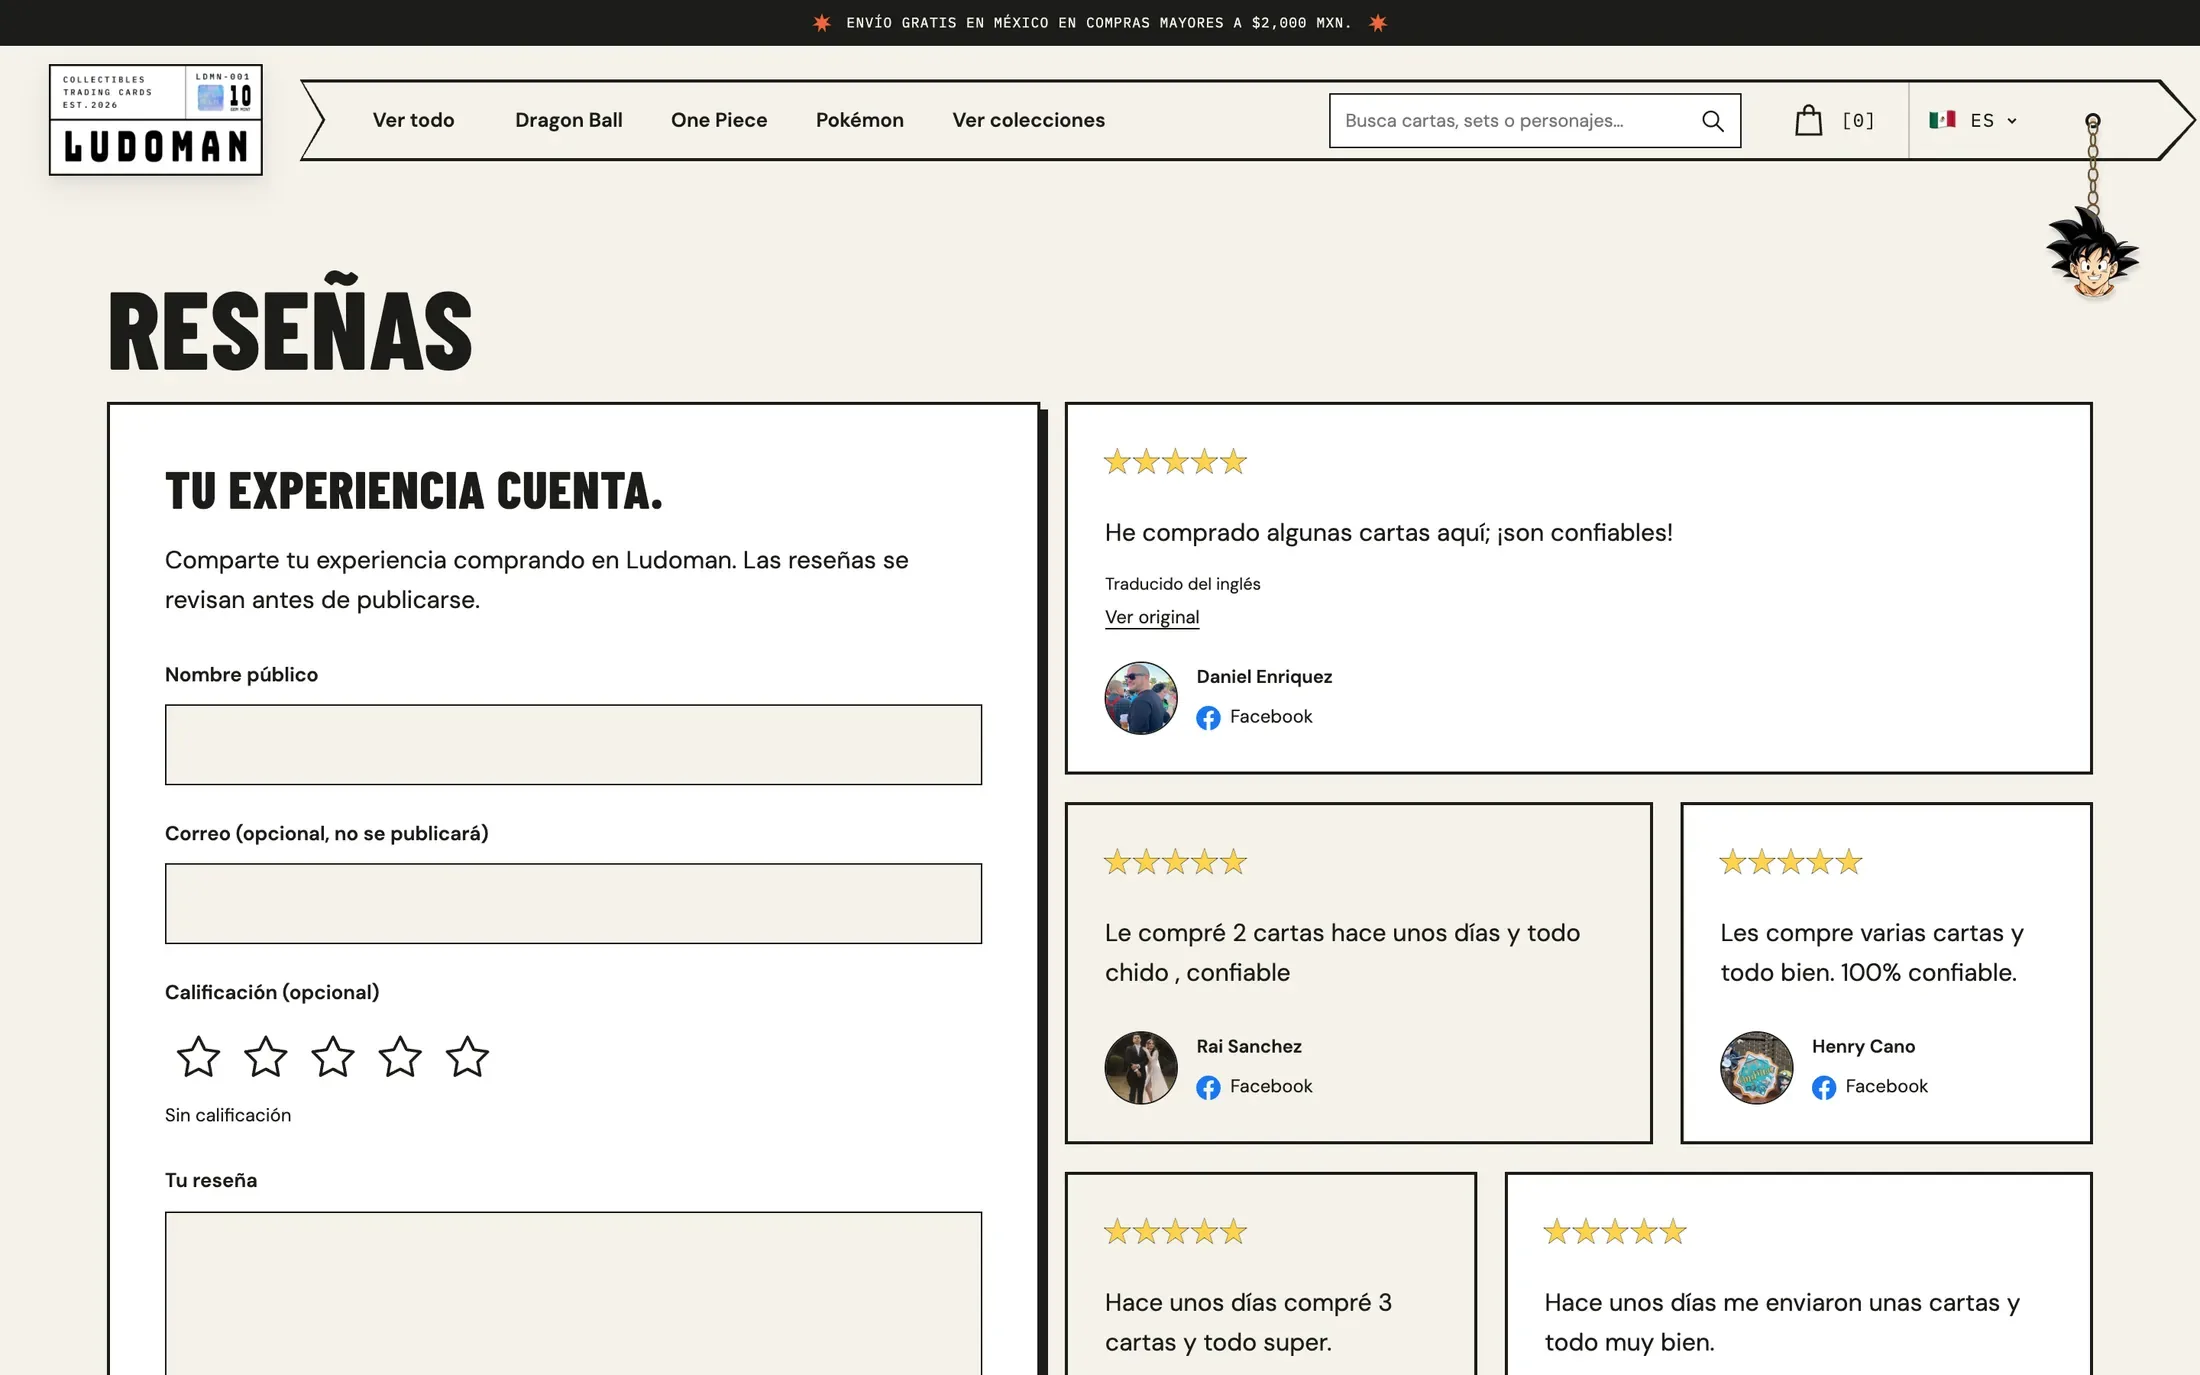 ENVÍO GRATIS EN MÉXICO EN COMPRAS MAYORES A $2,000 MXN.
COLLECTIBLES
TRADING CARDS
EST.2026
LDMN-001
10
GEM MINT
LUDOMAN
Ver todo
Dragon Ball
One Piece
Pokémon
Ver colecciones
Busca cartas, sets o personajes...
[0]
ES
RESEÑAS
TU EXPERIENCIA CUENTA.
Comparte tu experiencia comprando en Ludoman. Las reseñas se
revisan antes de publicarse.
Nombre público
Correo (opcional, no se publicará)
Calificación (opcional)
Sin calificación
Tu reseña
He comprado algunas cartas aquí; ¡son confiables!
Traducido del inglés
Ver original
Daniel Enriquez
Facebook
Le compré 2 cartas hace unos días y todo
chido , confiable
Rai Sanchez
Facebook
Les compre varias cartas y
todo bien. 100% confiable.
Henry Cano
Facebook
Hace unos días compré 3
cartas y todo super.
Hace unos días me enviaron unas cartas y
todo muy bien.